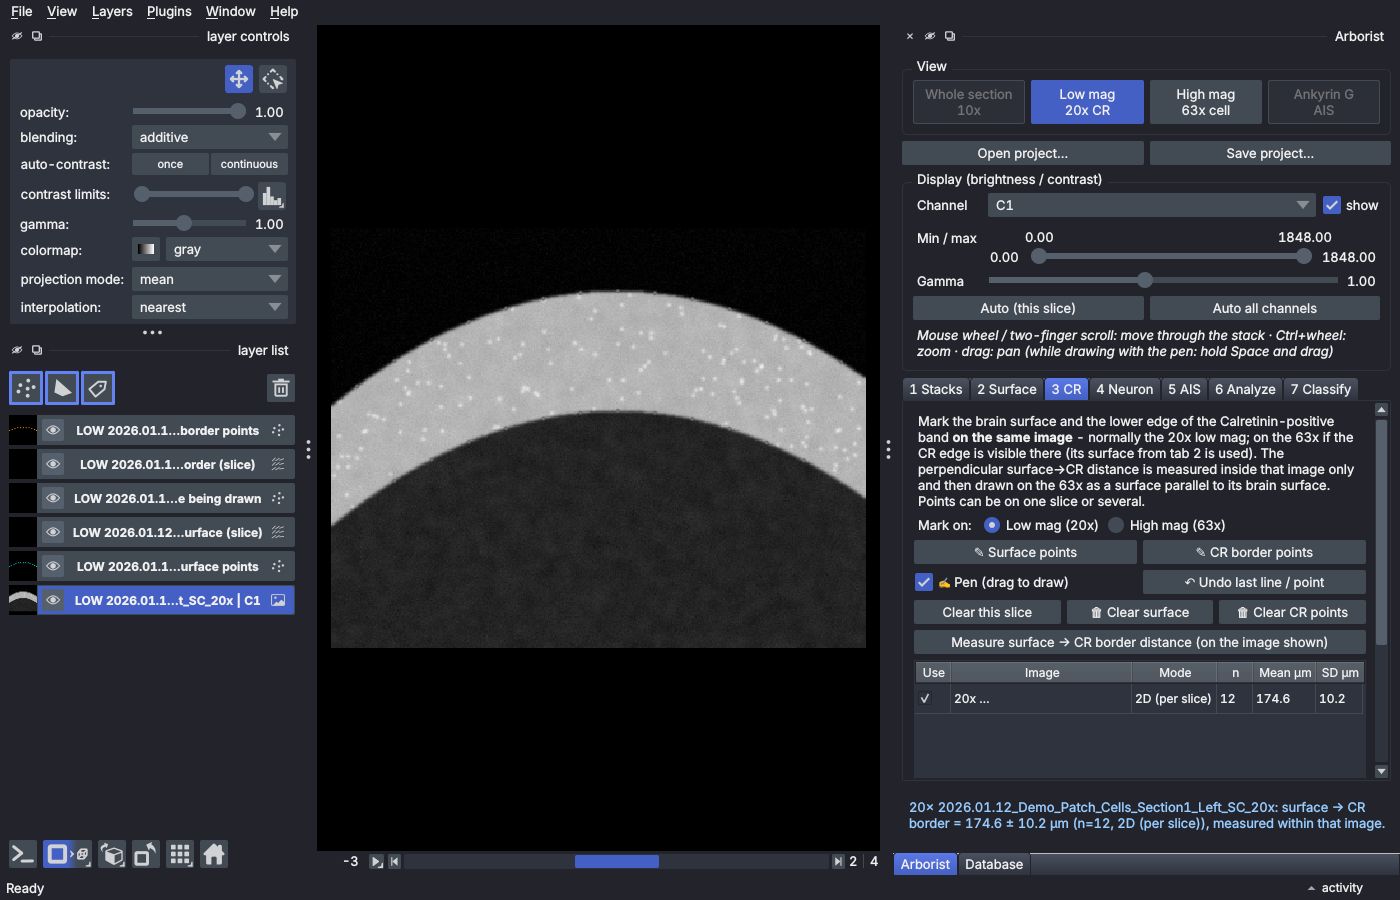 File View Layers Plugins Window Help
layer controls
opacity: 1.00
blending: additive
auto-contrast: once continuous
contrast limits:
gamma: 1.00
colormap: gray
projection mode: mean
interpolation: nearest
layer list
LOW 2026.01.1...border points
LOW 2026.01.1...order (slice)
LOW 2026.01.1...e being drawn
LOW 2026.01.12...urface (slice)
LOW 2026.01.1...urface points
LOW 2026.01.1...t_SC_20x | C1
Ready
-3 2 4
Arborist
View
Whole section 10x
Low mag 20x CR
High mag 63x cell
Ankyrin G AIS
Open project... Save project...
Display (brightness / contrast)
Channel C1 show
Min / max 0.00 1848.00
0.00 1848.00
Gamma 1.00
Auto (this slice) Auto all channels
Mouse wheel / two-finger scroll: move through the stack · Ctrl+wheel:
zoom · drag: pan (while drawing with the pen: hold Space and drag)
1 Stacks 2 Surface 3 CR 4 Neuron 5 AIS 6 Analyze 7 Classify
Mark the brain surface and the lower edge of the Calretinin-positive
band on the same image - normally the 20x low mag; on the 63x if the
CR edge is visible there (its surface from tab 2 is used). The
perpendicular surface→CR distance is measured inside that image only
and then drawn on the 63x as a surface parallel to its brain surface.
Points can be on one slice or several.
Mark on: Low mag (20x) High mag (63x)
✎ Surface points ✎ CR border points
✍ Pen (drag to draw) ↶ Undo last line / point
Clear this slice 🗑 Clear surface 🗑 Clear CR points
Measure surface → CR border distance (on the image shown)
Use Image Mode n Mean µm SD µm
✓ 20x ... 2D (per slice) 12 174.6 10.2
20× 2026.01.12_Demo_Patch_Cells_Section1_Left_SC_20x: surface → CR
border = 174.6 ± 10.2 µm (n=12, 2D (per slice)), measured within that image.
Arborist Database
activity